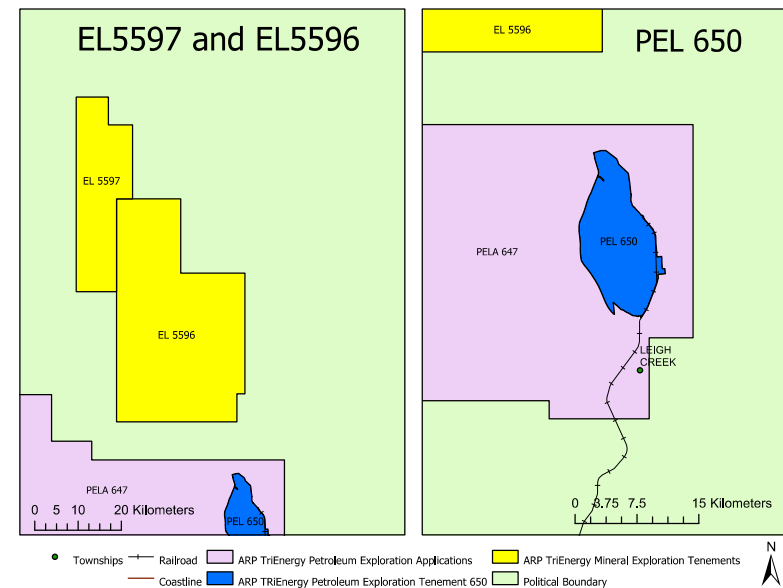 EL5597 and EL5596
EL 5597
EL 5596
PELA 647
0 5 10 20 Kilometers
PEL 650
EL 5596
PEL 650
PELA 647
PEL 650
LEIGH
CREEK
0 3.75 7.5 15 Kilometers
Townships
Railroad
ARP TriEnergy Petroleum Exploration Applications
ARP TriEnergy Mineral Exploration Tenements
Coastline
ARP TRiEnergy Petroleum Exploration Tenement 650
Political Boundary
N